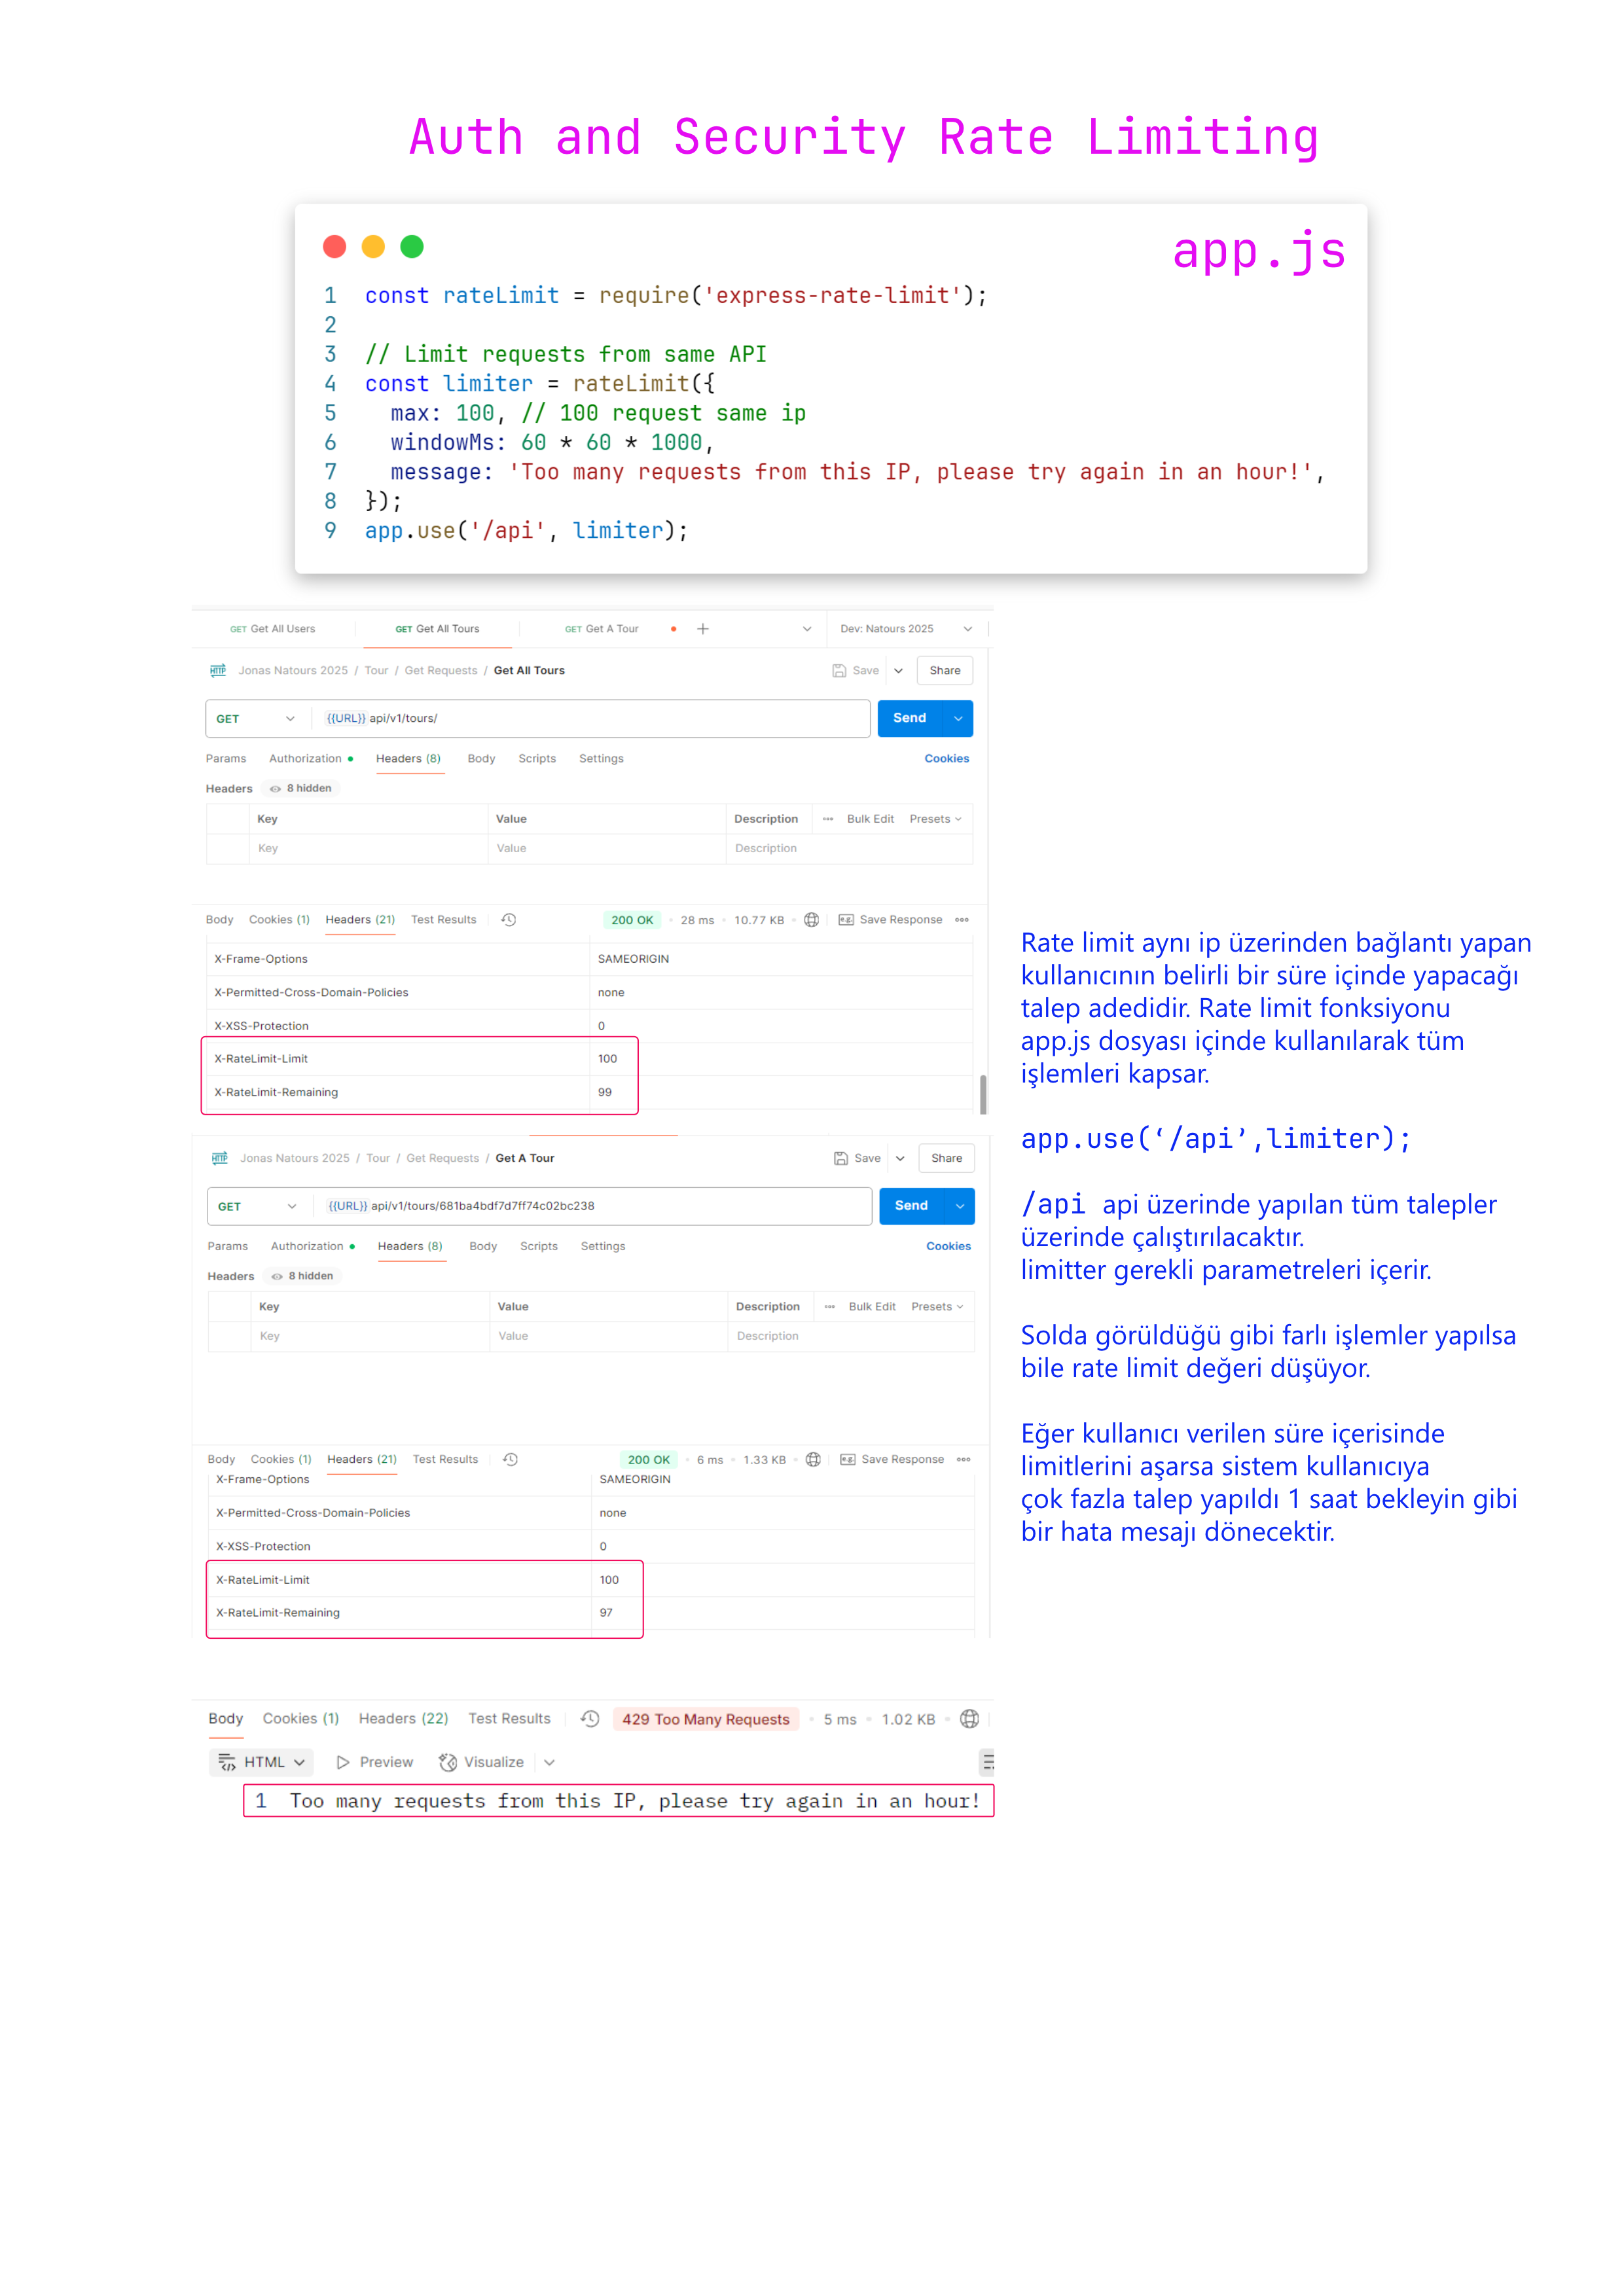 Auth and Security Rate Limiting
app.js
1 const rateLimit = require('express-rate-limit');
2
3 // Limit requests from same API
4 const limiter = rateLimit({
5 max: 100, // 100 request same ip
6 windowMs: 60 * 60 * 1000,
7 message: 'Too many requests from this IP, please try again in an hour!',
8 });
9 app.use('/api', limiter);
GET Get All Users GET Get All Tours GET Get A Tour Dev: Natours 2025
HTTP Jonas Natours 2025 / Tour / Get Requests / Get All Tours Save Share
GET {{URL}} api/v1/tours/ Send
Params Authorization Headers (8) Body Scripts Settings Cookies
Headers 8 hidden
Key Value Description Bulk Edit Presets
Key Value Description
Body Cookies (1) Headers (21) Test Results 200 OK 28 ms 10.77 KB Save Response
X-Frame-Options SAMEORIGIN
X-Permitted-Cross-Domain-Policies none
X-XSS-Protection 0
X-RateLimit-Limit 100
X-RateLimit-Remaining 99
HTTP Jonas Natours 2025 / Tour / Get Requests / Get A Tour Save Share
GET {{URL}} api/v1/tours/681ba4bdf7d7ff74c02bc238 Send
Params Authorization Headers (8) Body Scripts Settings Cookies
Headers 8 hidden
Key Value Description Bulk Edit Presets
Key Value Description
Body Cookies (1) Headers (21) Test Results 200 OK 6 ms 1.33 KB Save Response
X-Frame-Options SAMEORIGIN
X-Permitted-Cross-Domain-Policies none
X-XSS-Protection 0
X-RateLimit-Limit 100
X-RateLimit-Remaining 97
Body Cookies (1) Headers (22) Test Results 429 Too Many Requests 5 ms 1.02 KB
HTML Preview Visualize
1 Too many requests from this IP, please try again in an hour!
Rate limit aynı ip üzerinden bağlantı yapan
kullanıcının belirli bir süre içinde yapacağı
talep adedidir. Rate limit fonksiyonu
app.js dosyası içinde kullanılarak tüm
işlemleri kapsar.
app.use(‘/api’,limiter);
/api api üzerinde yapılan tüm talepler
üzerinde çalıştırılacaktır.
limitter gerekli parametreleri içerir.
Solda görüldüğü gibi farlı işlemler yapılsa
bile rate limit değeri düşüyor.
Eğer kullanıcı verilen süre içerisinde
limitlerini aşarsa sistem kullanıcıya
çok fazla talep yapıldı 1 saat bekleyin gibi
bir hata mesajı dönecektir.